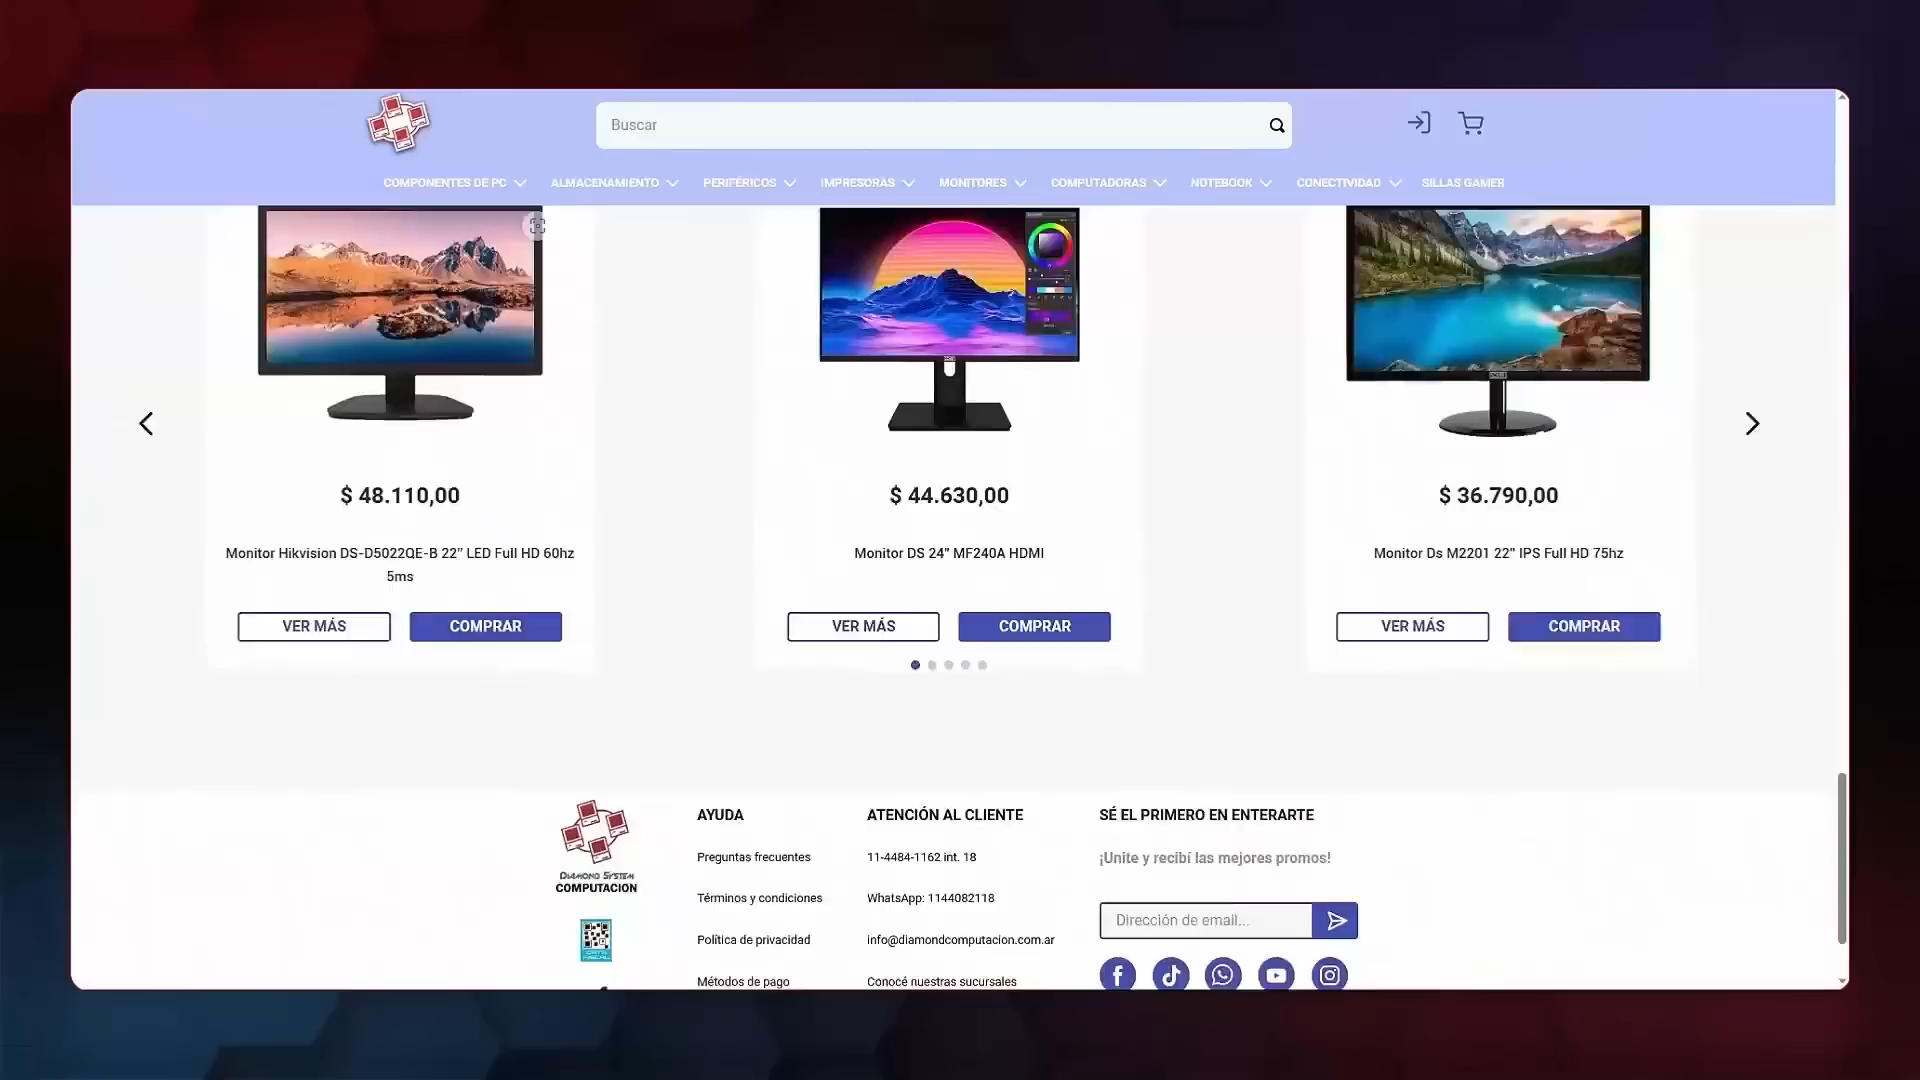 Buscar
COMPONENTES DE PC ALMACENAMIENTO PERIFÉRICOS IMPRESORAS MONITORES COMPUTADORAS NOTEBOOK CONECTIVIDAD SILLAS GAMER
$ 48.110,00 $ 44.630,00 $ 36.790,00
Monitor Hikvision DS-D5022QE-B 22” LED Full HD 60hz
5ms
Monitor DS 24" MF240A HDMI
Monitor Ds M2201 22" IPS Full HD 75hz
VER MÁS COMPRAR VER MÁS COMPRAR VER MÁS COMPRAR
DIAMOND SYSTEM
COMPUTACION
AYUDA
Preguntas frecuentes
Términos y condiciones
Política de privacidad
Métodos de pago
ATENCIÓN AL CLIENTE
11-4484-1162 int. 18
WhatsApp: 1144082118
info@diamondcomputacion.com.ar
Conocé nuestras sucursales
SÉ EL PRIMERO EN ENTERARTE
¡Unite y recibí las mejores promos!
Dirección de email...